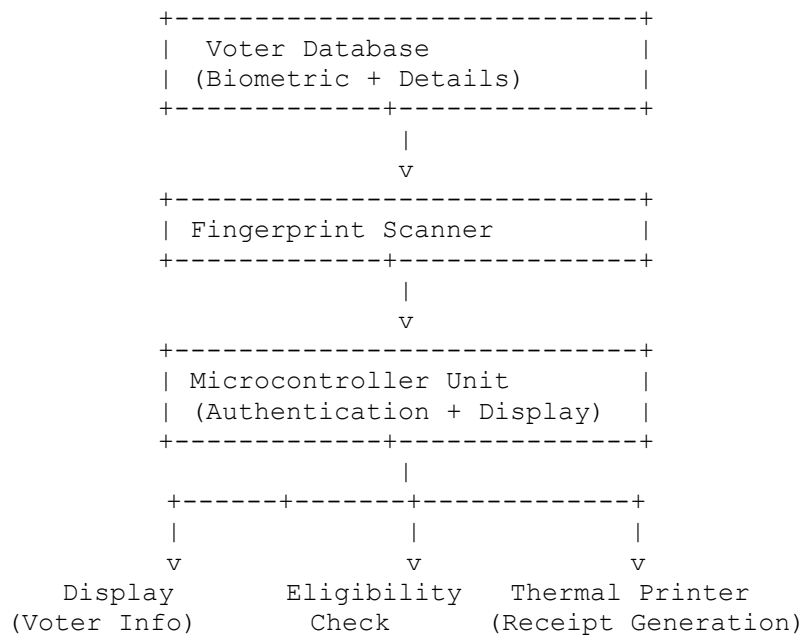 Voter Database
(Biometric + Details)
v
Fingerprint Scanner
v
Microcontroller Unit
(Authentication + Display)
v v v
Display Eligibility Thermal Printer
(Voter Info) Check (Receipt Generation)